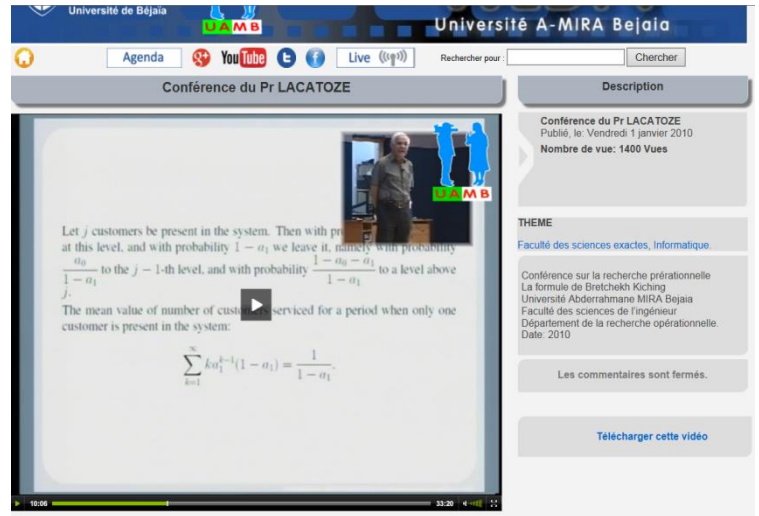 Université de Béjaïa
UAMB
Université A-MIRA Bejaia
Agenda
g+
You Tube
t
f
Live
Rechercher pour :
Chercher
Conférence du Pr LACATOZE
Let j customers be present in the system. Then with
at this level, and with probability 1 − a₁ we leave it, namely with probability
a₀ / (1 − a₁) to the j − 1-th level, and with probability (1 − a₀ − a₁) / (1 − a₁) to a level above
j.
The mean value of number of customers serviced for a period when only one
customer is present in the system:
∑_{k=1}^{∞} k a₁^{k−1} (1 − a₁) = 1 / (1 − a₁).
UAMB
10:06
33:20
Description
Conférence du Pr LACATOZE
Publié, le: Vendredi 1 janvier 2010
Nombre de vue: 1400 Vues
THEME
Faculté des sciences exactes, Informatique.
Conférence sur la recherche prérationnelle
La formule de Bretchekh Kiching
Université Abderrahmane MIRA Bejaia
Faculté des sciences de l'ingénieur
Département de la recherche opérationnelle.
Date: 2010
Les commentaires sont fermés.
Télécharger cette vidéo